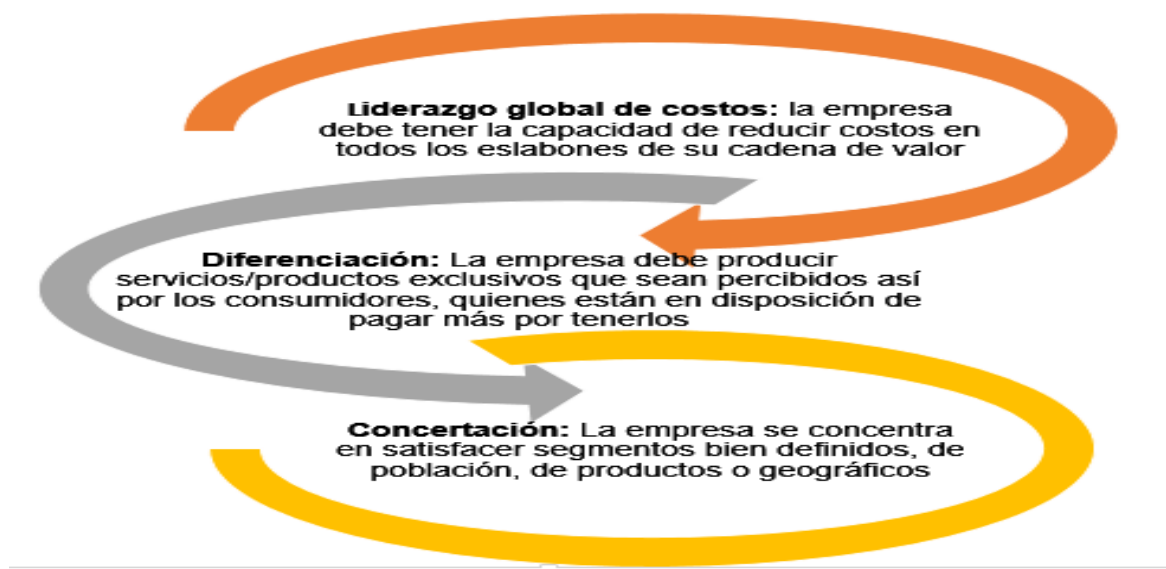 Liderazgo global de costos: la empresa
debe tener la capacidad de reducir costos en
todos los eslabones de su cadena de valor
Diferenciación: La empresa debe producir
servicios/productos exclusivos que sean percibidos así
por los consumidores, quienes están en disposición de
pagar más por tenerlos
Concertación: La empresa se concentra
en satisfacer segmentos bien definidos, de
población, de productos o geográficos